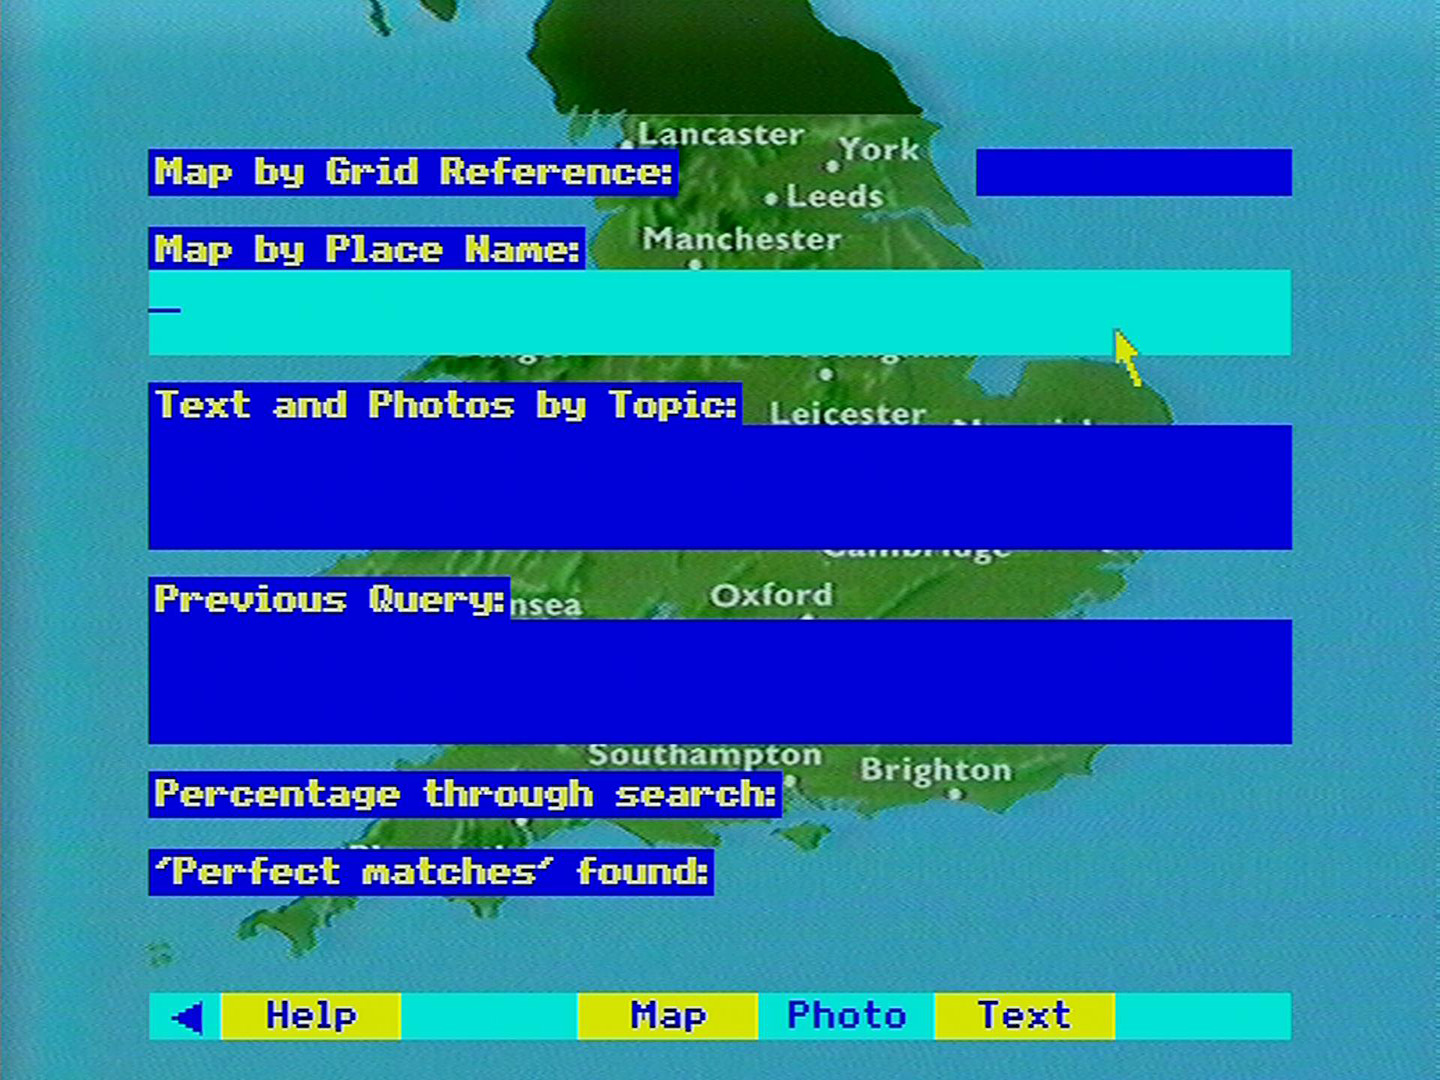 Lancaster
York
Map by Grid Reference:
Leeds
Manchester
Map by Place Name:
Text and Photos by Topic:
Leicester
Cambridge
Previous Query:
Oxford
Southampton
Brighton
Percentage through search:
‘Perfect matches’ found:
Help Map Photo Text